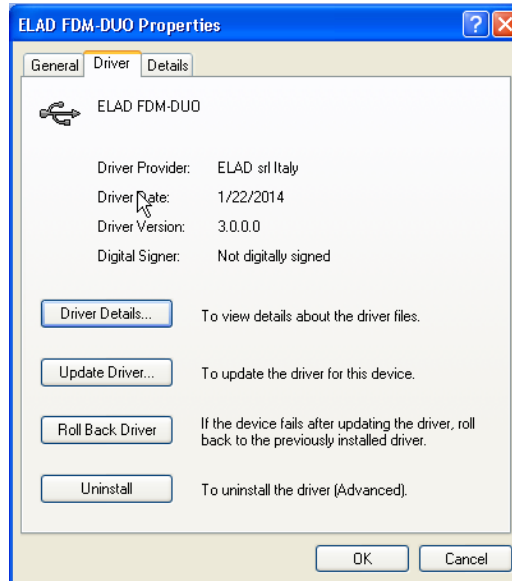 ELAD FDM-DUO Properties
General Driver Details
ELAD FDM-DUO
Driver Provider: ELAD srl Italy
Driver Date: 1/22/2014
Driver Version: 3.0.0.0
Digital Signer: Not digitally signed
Driver Details... To view details about the driver files.
Update Driver... To update the driver for this device.
Roll Back Driver If the device fails after updating the driver, roll
back to the previously installed driver.
Uninstall To uninstall the driver (Advanced).
OK Cancel